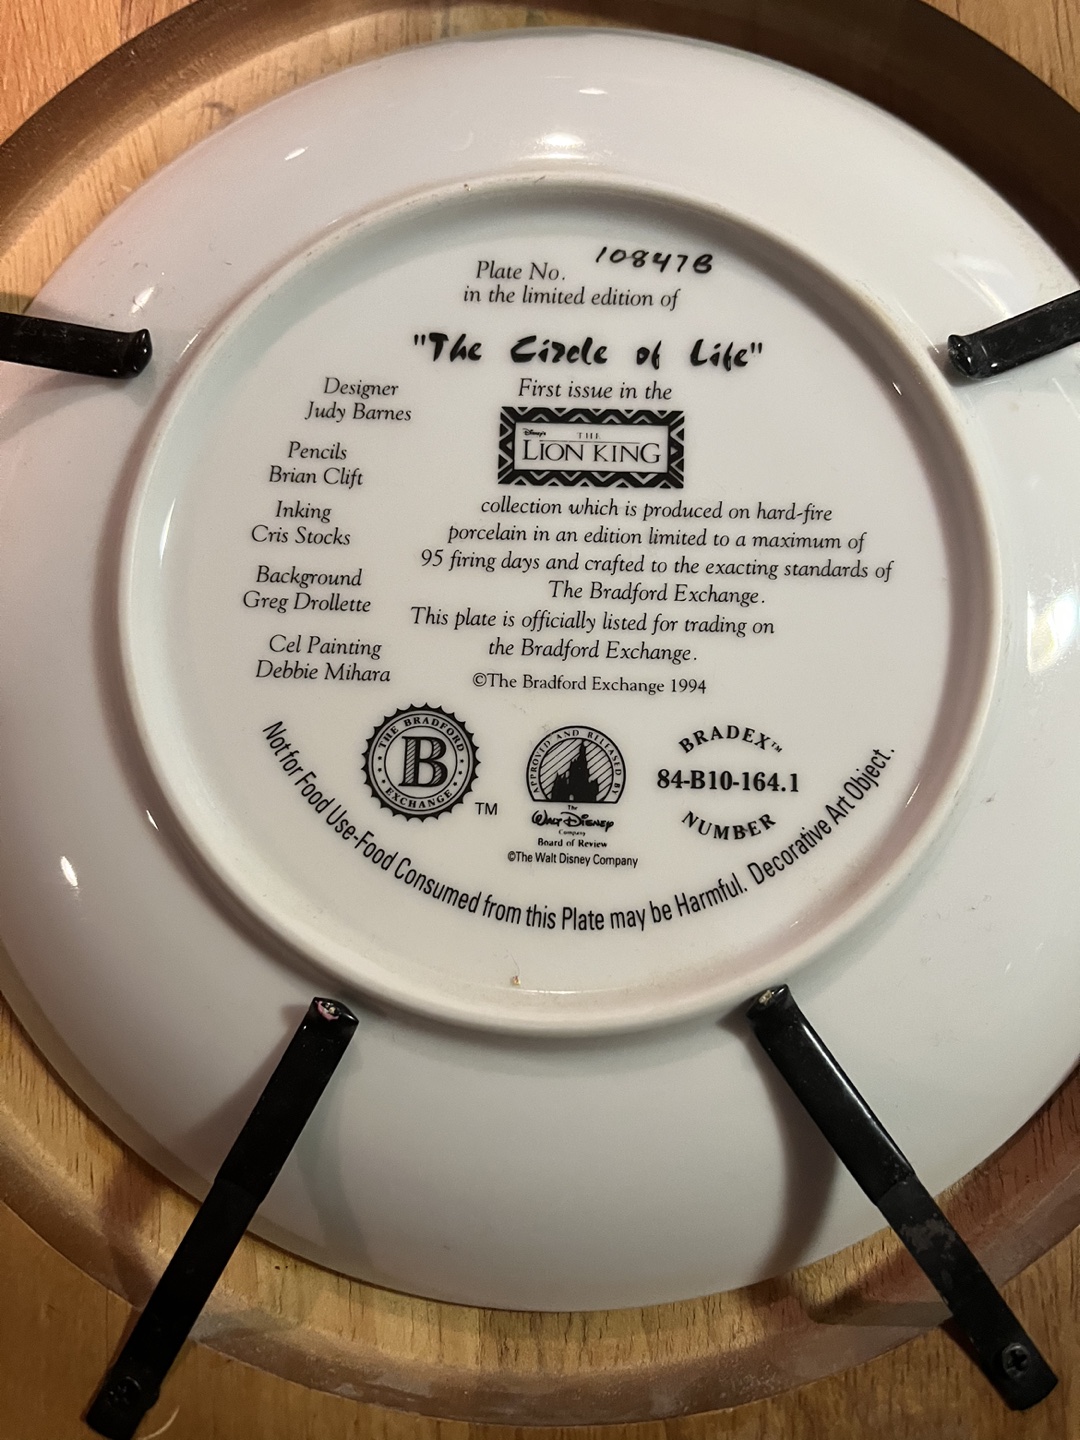 Plate No. 10847B
in the limited edition of
"The Circle of Life"
First issue in the
Disney's
THE
LION KING
collection which is produced on hard-fire
porcelain in an edition limited to a maximum of
95 firing days and crafted to the exacting standards of
The Bradford Exchange.
This plate is officially listed for trading on
the Bradford Exchange.
©The Bradford Exchange 1994
Designer
Judy Barnes
Pencils
Brian Clift
Inking
Cris Stocks
Background
Greg Drollette
Cel Painting
Debbie Mihara
THE BRADFORD
B
EXCHANGE
TM
APPROVED AND RELEASED BY
The
WALT DISNEY
Company
Board of Review
©The Walt Disney Company
BRADEX™
84-B10-164.1
NUMBER
Not for Food Use-Food Consumed from this Plate may be Harmful. Decorative Art Object.